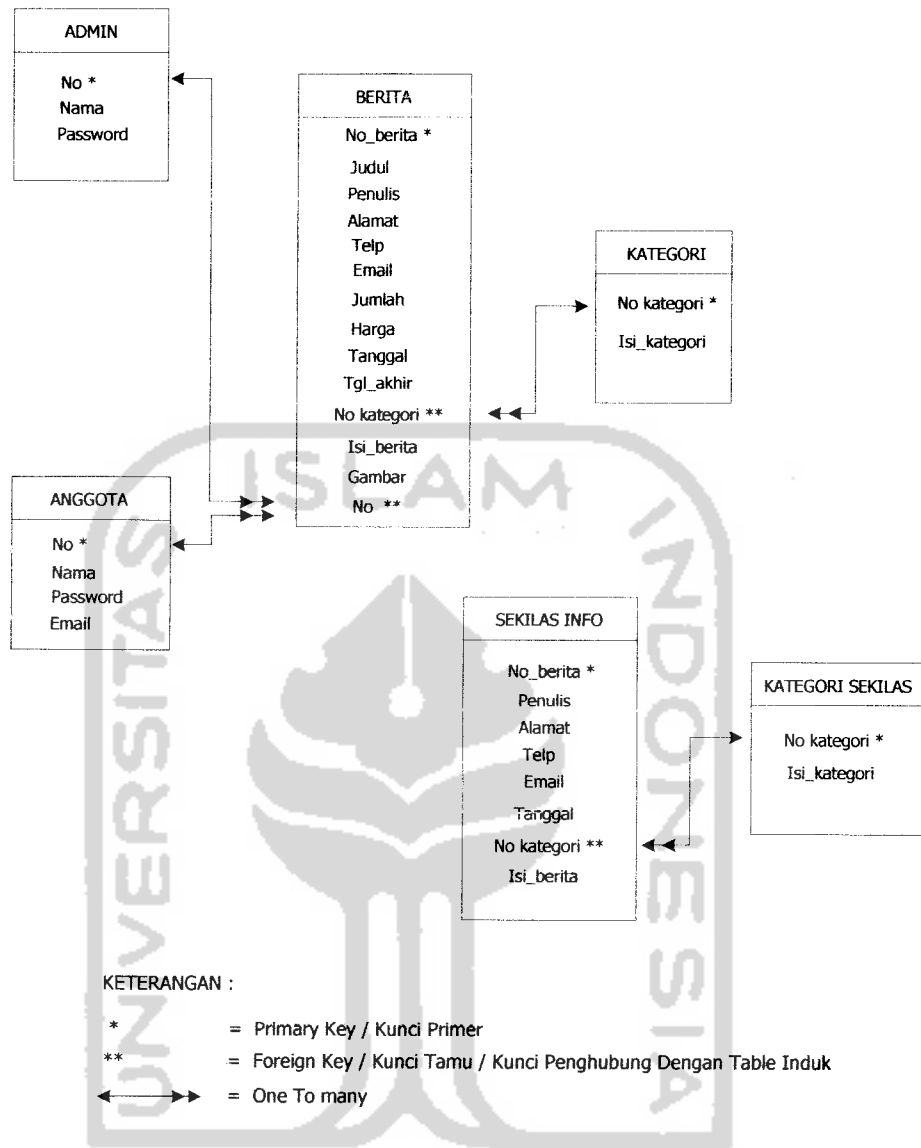 ADMIN
No *
Nama
Password
BERITA
No_berita *
Judul
Penulis
Alamat
Telp
Email
Jumlah
Harga
Tanggal
Tgl_akhir
No kategori **
Isi_berita
Gambar
No **
KATEGORI
No kategori *
Isi_kategori
ANGGOTA
No *
Nama
Password
Email
SEKILAS INFO
No_berita *
Penulis
Alamat
Telp
Email
Tanggal
No kategori **
Isi_berita
KATEGORI SEKILAS
No kategori *
Isi_kategori
KETERANGAN :
* = Primary Key / Kunci Primer
** = Foreign Key / Kunci Tamu / Kunci Penghubung Dengan Table Induk
= One To many
UNIVERSITAS
ISLAM
INDONESIA